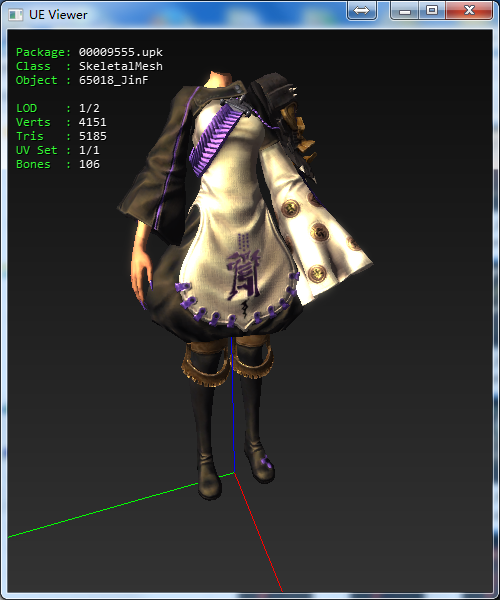 UE Viewer
Package: 00009555.upk
Class  : SkeletalMesh
Object : 65018_JinF
LOD    : 1/2
Verts  : 4151
Tris   : 5185
UV Set : 1/1
Bones  : 106